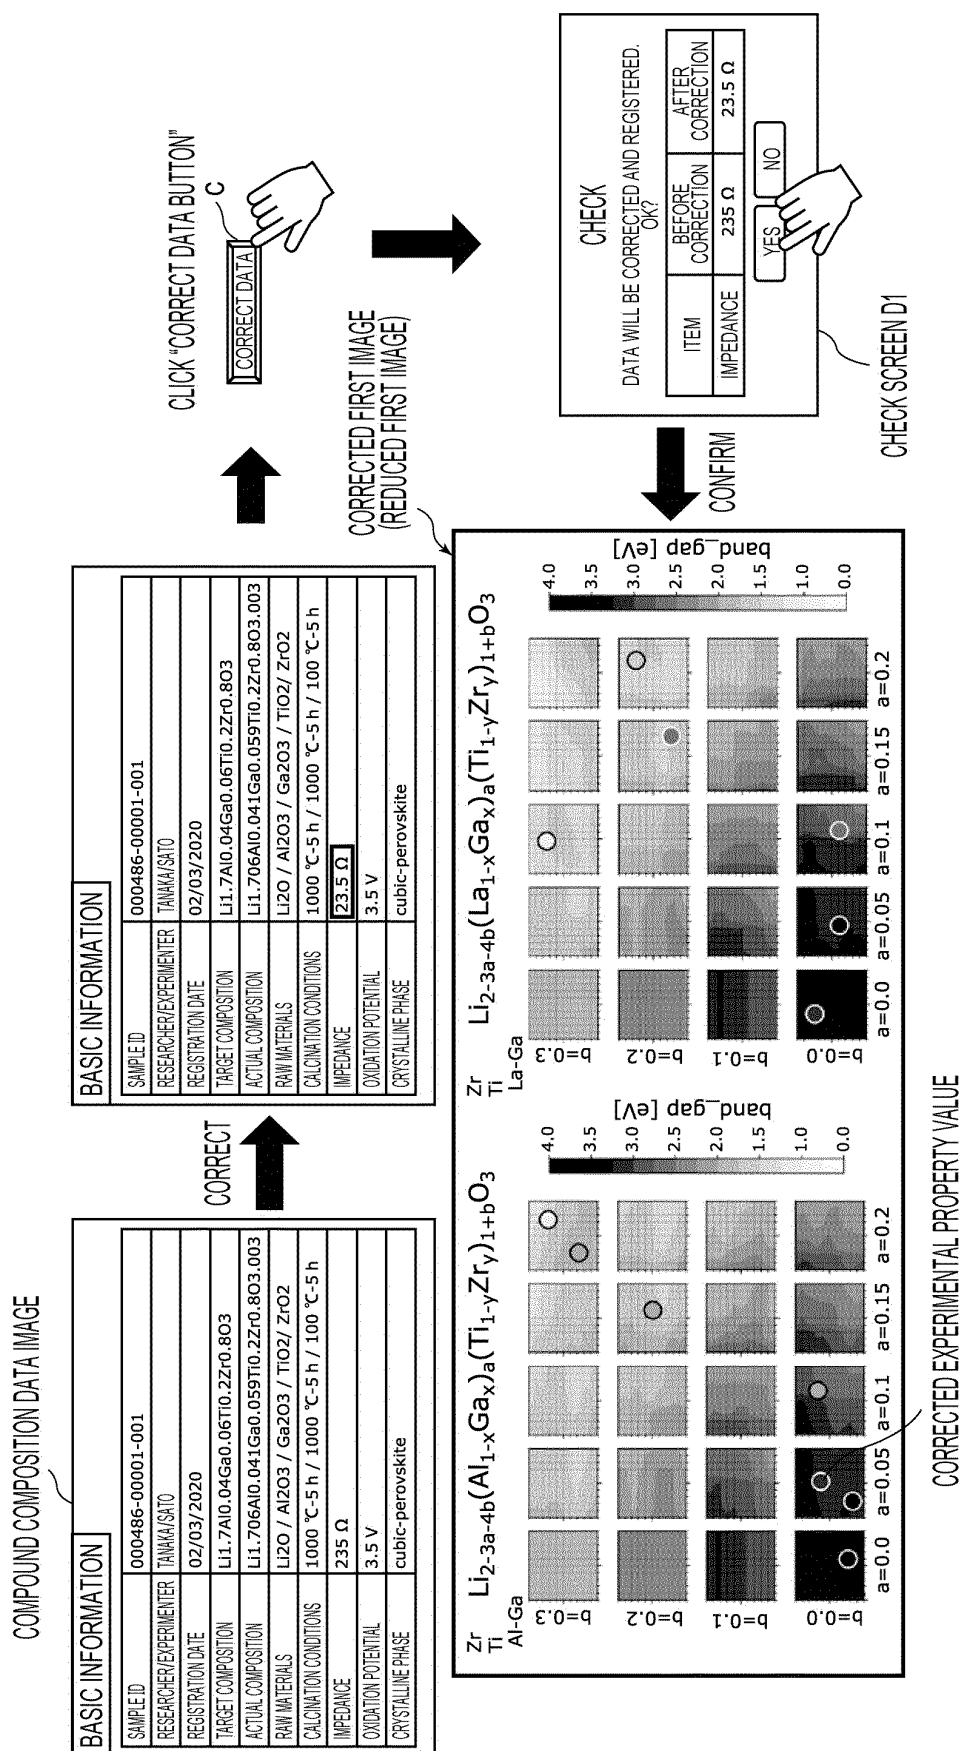 COMPOUND COMPOSITION DATA IMAGE
BASIC INFORMATION
SAMPLE ID 000486-00001-001
RESEARCHER/EXPERIMENTER TANAKA/SATO
REGISTRATION DATE 02/03/2020
TARGET COMPOSITION Li1.7Al0.04Ga0.06Ti0.2Zr0.8O3
ACTUAL COMPOSITION Li1.706Al0.041Ga0.059Ti0.2Zr0.8O3.003
RAW MATERIALS Li2O / Al2O3 / Ga2O3 / TiO2/ ZrO2
CALCINATION CONDITIONS 1000 ℃-5 h / 1000 ℃-5 h / 100 ℃-5 h
IMPEDANCE 235 Ω
OXIDATION POTENTIAL 3.5 V
CRYSTALLINE PHASE cubic-perovskite
CORRECT
BASIC INFORMATION
SAMPLE ID 000486-00001-001
RESEARCHER/EXPERIMENTER TANAKA/SATO
REGISTRATION DATE 02/03/2020
TARGET COMPOSITION Li1.7Al0.04Ga0.06Ti0.2Zr0.8O3
ACTUAL COMPOSITION Li1.706Al0.041Ga0.059Ti0.2Zr0.8O3.003
RAW MATERIALS Li2O / Al2O3 / Ga2O3 / TiO2/ ZrO2
CALCINATION CONDITIONS 1000 ℃-5 h / 1000 ℃-5 h / 100 ℃-5 h
IMPEDANCE 23.5 Ω
OXIDATION POTENTIAL 3.5 V
CRYSTALLINE PHASE cubic-perovskite
CLICK "CORRECT DATA BUTTON"
C
CORRECT DATA
CHECK
DATA WILL BE CORRECTED AND REGISTERED.
OK?
ITEM BEFORE CORRECTION AFTER CORRECTION
IMPEDANCE 235 Ω 23.5 Ω
YES NO
CHECK SCREEN D1
CONFIRM
CORRECTED FIRST IMAGE
(REDUCED FIRST IMAGE)
Zr
Ti
Al-Ga
Li2-3a-4b(Al1-xGax)a(Ti1-yZry)1+bO3
b=0.3
b=0.2
b=0.1
b=0.0
a=0.0 a=0.05 a=0.1 a=0.15 a=0.2
4.0
3.5
3.0
2.5
1.5
1.0
0.0
band_gap [eV]
Zr
Ti
La-Ga
Li2-3a-4b(La1-xGax)a(Ti1-yZry)1+bO3
b=0.3
b=0.2
b=0.1
b=0.0
a=0.0 a=0.05 a=0.1 a=0.15 a=0.2
4.0
3.5
3.0
2.5
1.5
1.0
0.0
band_gap [eV]
CORRECTED EXPERIMENTAL PROPERTY VALUE